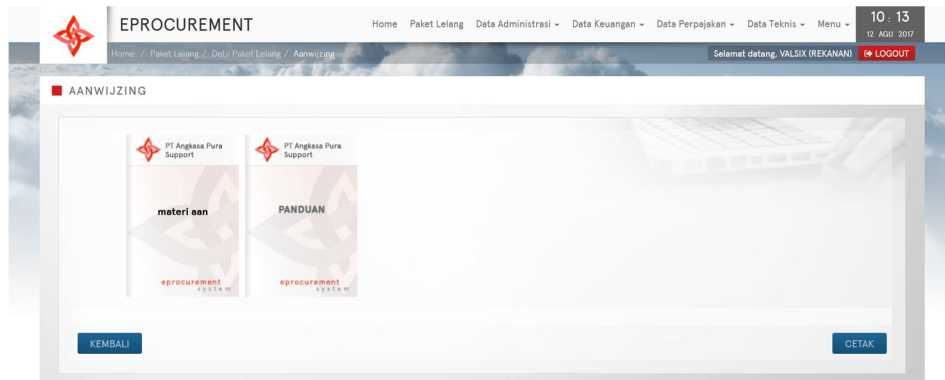 EPROCUREMENT
Home Paket Lelang Data Administrasi Data Keuangan Data Perpajakan Data Teknis Menu
10 : 13
12 AGU 2017
Home / Paket Lelang / Detil Paket Lelang / Aanwijzing
Selamat datang, VALSIX (REKANAN) LOGOUT
AANWIJZING
PT Angkasa Pura
Support
materi aan
eprocurement
system
PT Angkasa Pura
Support
PANDUAN
eprocurement
system
KEMBALI
CETAK